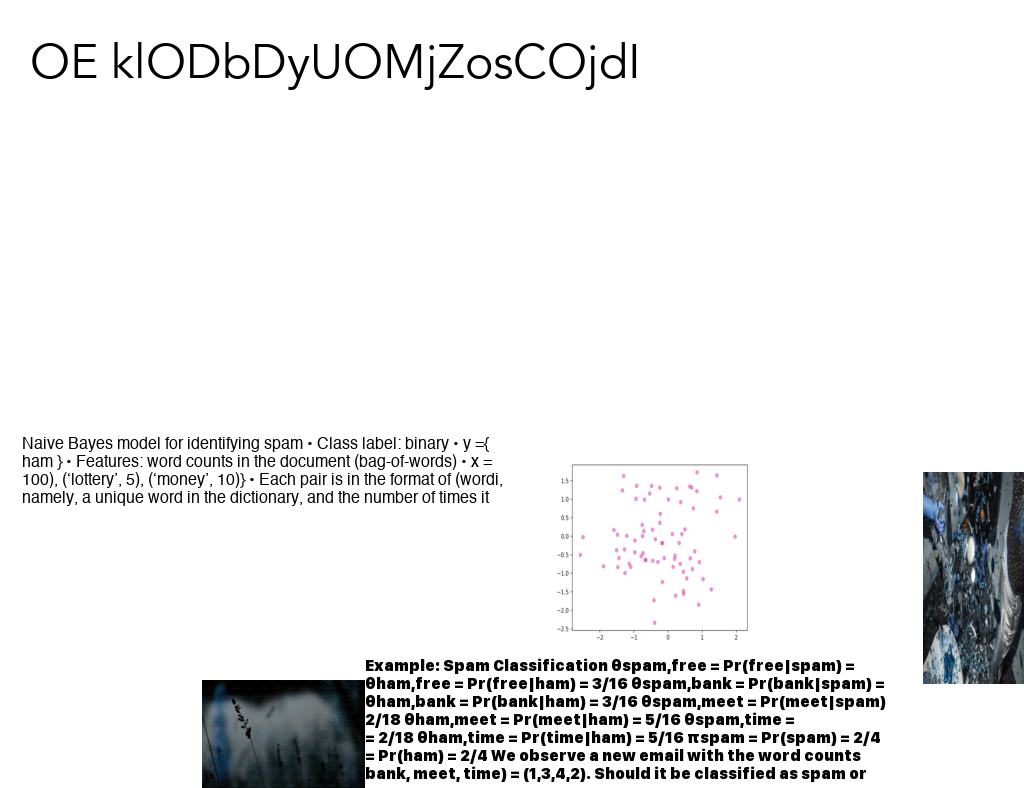 OE klODbDyUOMjZosCOjdI
Naive Bayes model for identifying spam • Class label: binary • y ={
ham } • Features: word counts in the document (bag-of-words) • x =
100), (‘lottery’, 5), (‘money’, 10)} • Each pair is in the format of (wordi,
namely, a unique word in the dictionary, and the number of times it
1.5
1.0
0.5
0.0
−0.5
−1.0
−1.5
−2.0
−2.5
−2 −1 0 1 2
Example: Spam Classification θspam,free = Pr(free|spam) =
θham,free = Pr(free|ham) = 3/16 θspam,bank = Pr(bank|spam) =
θham,bank = Pr(bank|ham) = 3/16 θspam,meet = Pr(meet|spam)
2/18 θham,meet = Pr(meet|ham) = 5/16 θspam,time =
= 2/18 θham,time = Pr(time|ham) = 5/16 πspam = Pr(spam) = 2/4
= Pr(ham) = 2/4 We observe a new email with the word counts
bank, meet, time) = (1,3,4,2). Should it be classified as spam or